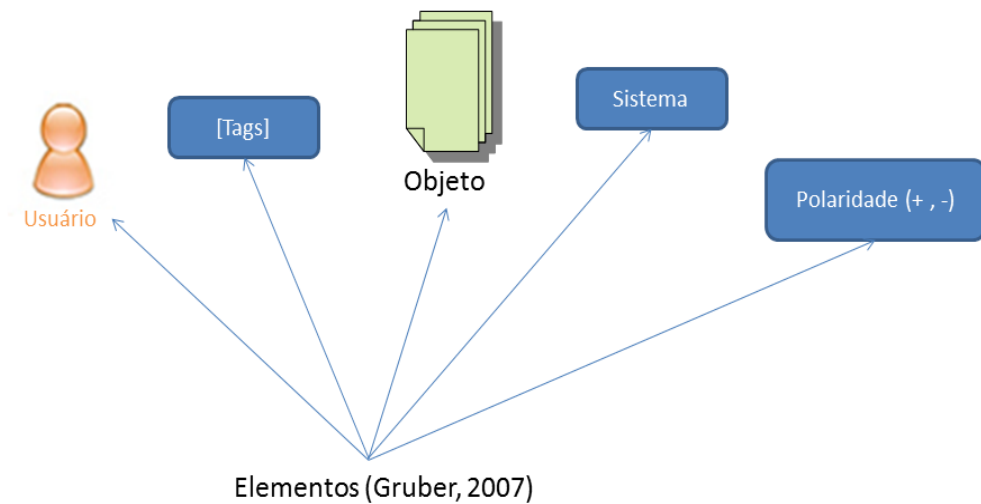 Usuário
[Tags]
Objeto
Sistema
Polaridade (+ , -)
Elementos (Gruber, 2007)